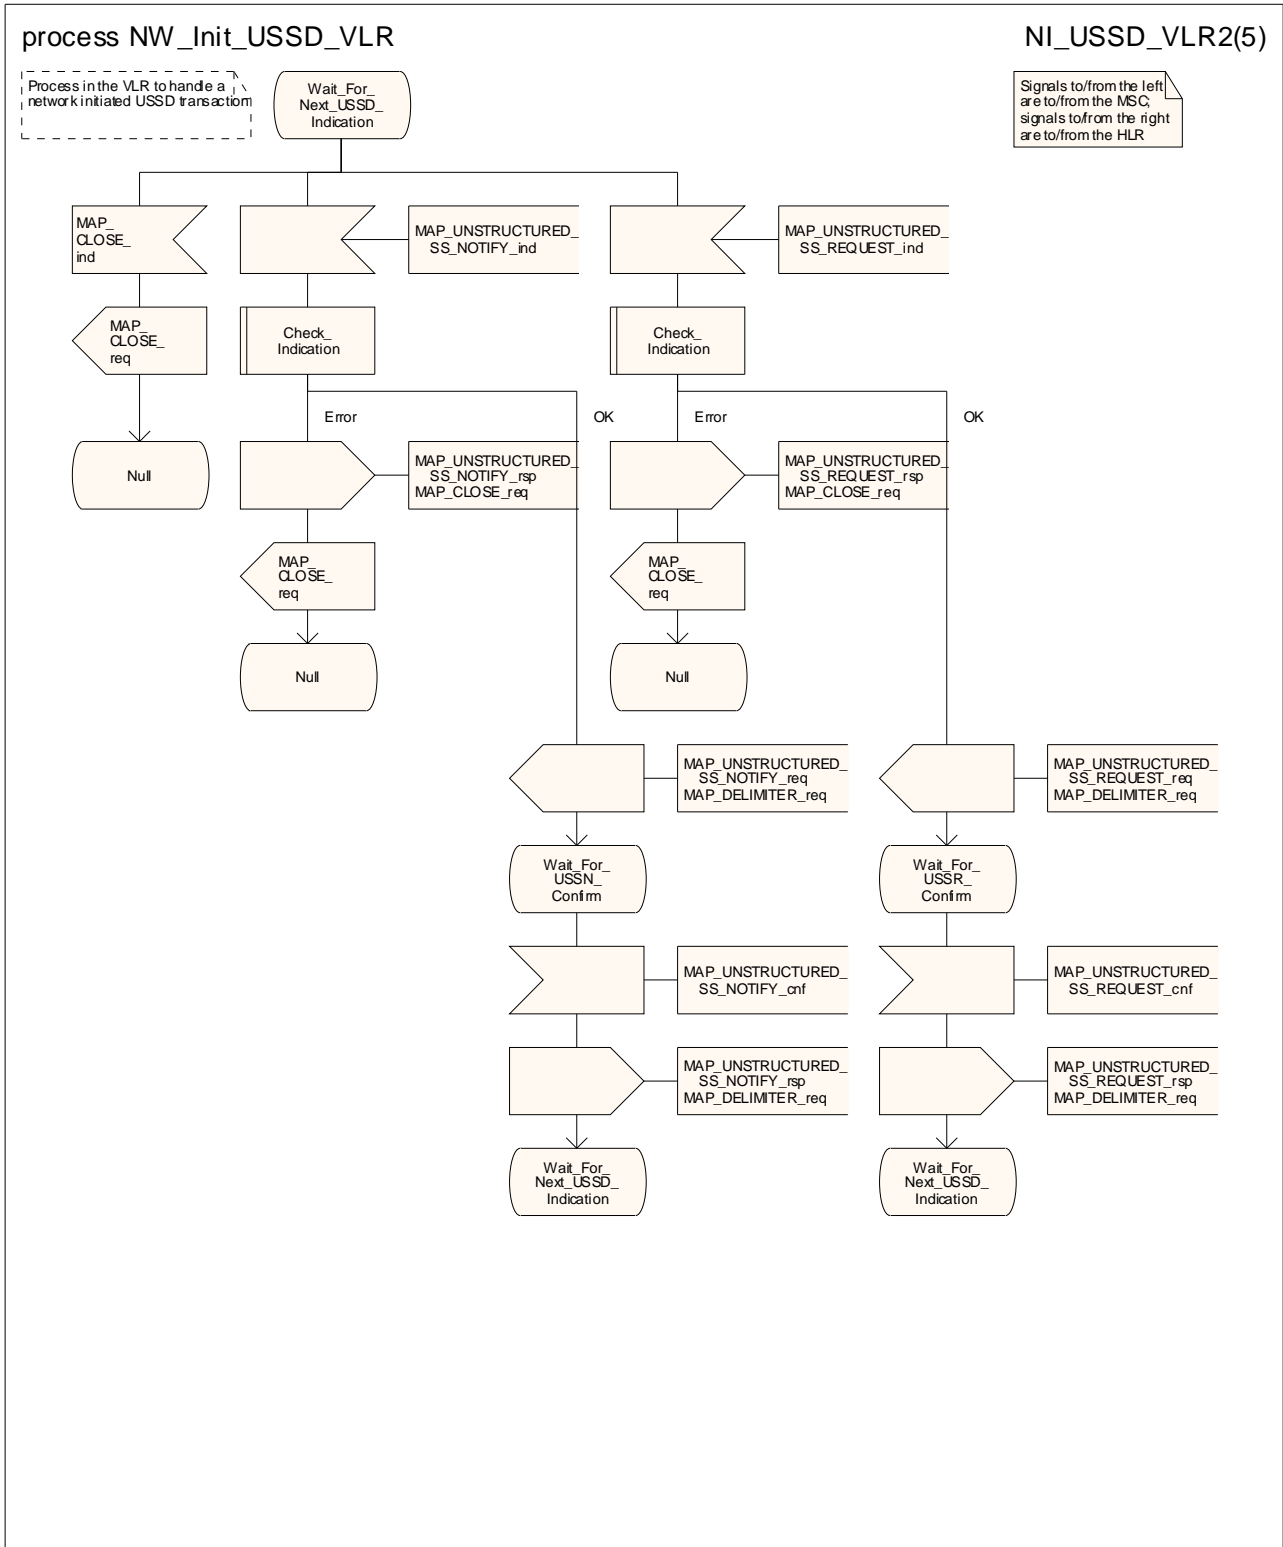 process NW_Init_USSD_VLR
NI_USSD_VLR2(5)
Process in the VLR to handle a
network initiated USSD transaction
Wait_For_
Next_USSD_
Indication
Signals to/from the left
are to/from the MSC;
signals to/from the right
are to/from the HLR
MAP_
CLOSE_
ind
MAP_UNSTRUCTURED_
SS_NOTIFY_ind
MAP_UNSTRUCTURED_
SS_REQUEST_ind
MAP_
CLOSE_
req
Check_
Indication
Check_
Indication
Error
OK
Error
OK
Null
MAP_UNSTRUCTURED_
SS_NOTIFY_rsp
MAP_CLOSE_req
MAP_UNSTRUCTURED_
SS_REQUEST_rsp
MAP_CLOSE_req
MAP_
CLOSE_
req
MAP_
CLOSE_
req
Null
Null
MAP_UNSTRUCTURED_
SS_NOTIFY_req
MAP_DELIMITER_req
MAP_UNSTRUCTURED_
SS_REQUEST_req
MAP_DELIMITER_req
Wait_For_
USSN_
Confirm
Wait_For_
USSR_
Confirm
MAP_UNSTRUCTURED_
SS_NOTIFY_cnf
MAP_UNSTRUCTURED_
SS_REQUEST_cnf
MAP_UNSTRUCTURED_
SS_NOTIFY_rsp
MAP_DELIMITER_req
MAP_UNSTRUCTURED_
SS_REQUEST_rsp
MAP_DELIMITER_req
Wait_For_
Next_USSD_
Indication
Wait_For_
Next_USSD_
Indication